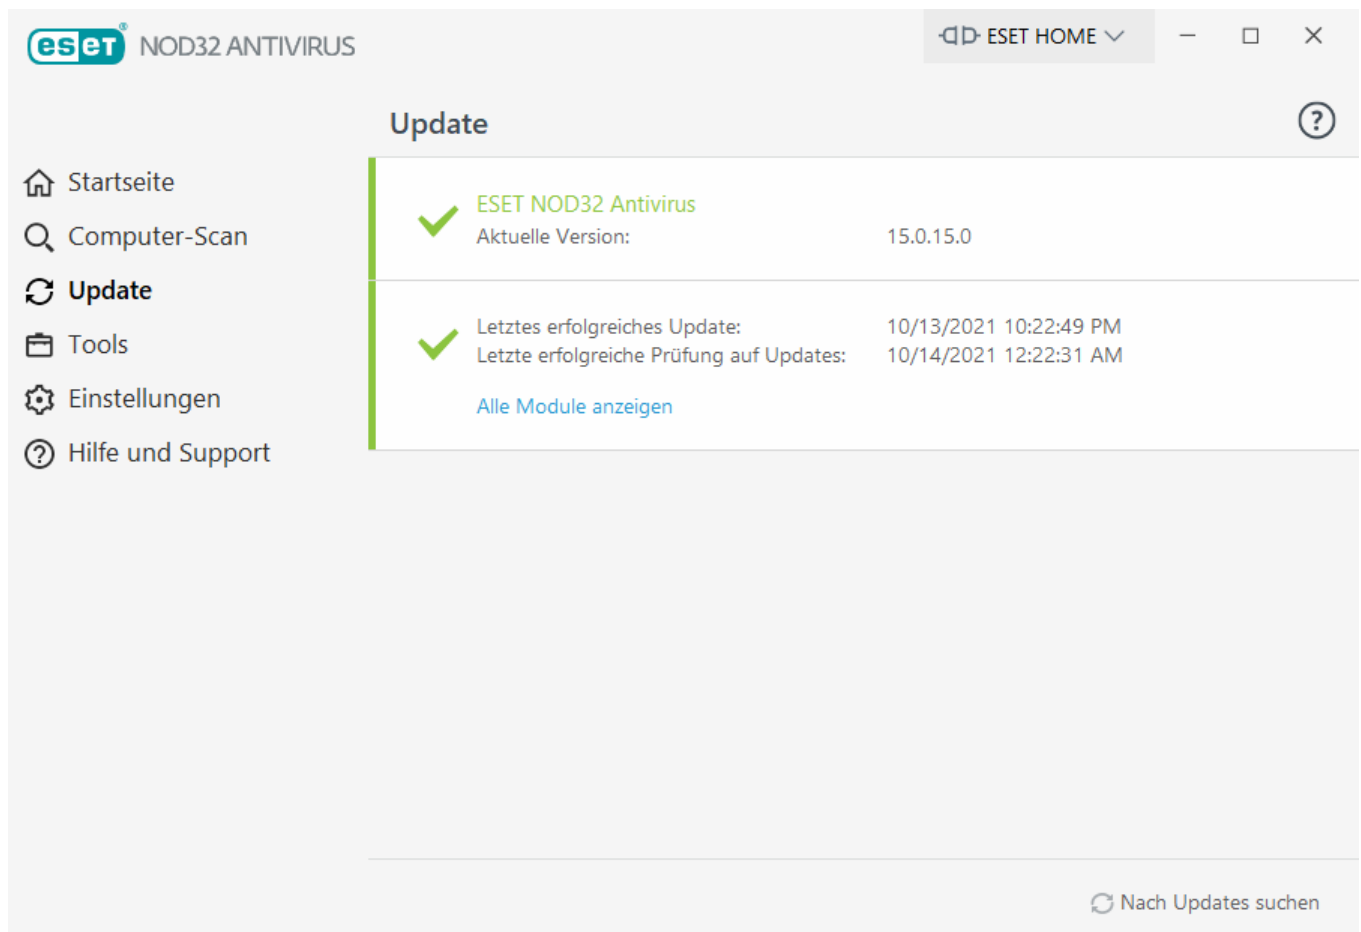 eset® NOD32 ANTIVIRUS
ESET HOME
Update
Startseite
Computer-Scan
Update
Tools
Einstellungen
Hilfe und Support
ESET NOD32 Antivirus
Aktuelle Version: 15.0.15.0
Letztes erfolgreiches Update: 10/13/2021 10:22:49 PM
Letzte erfolgreiche Prüfung auf Updates: 10/14/2021 12:22:31 AM
Alle Module anzeigen
Nach Updates suchen